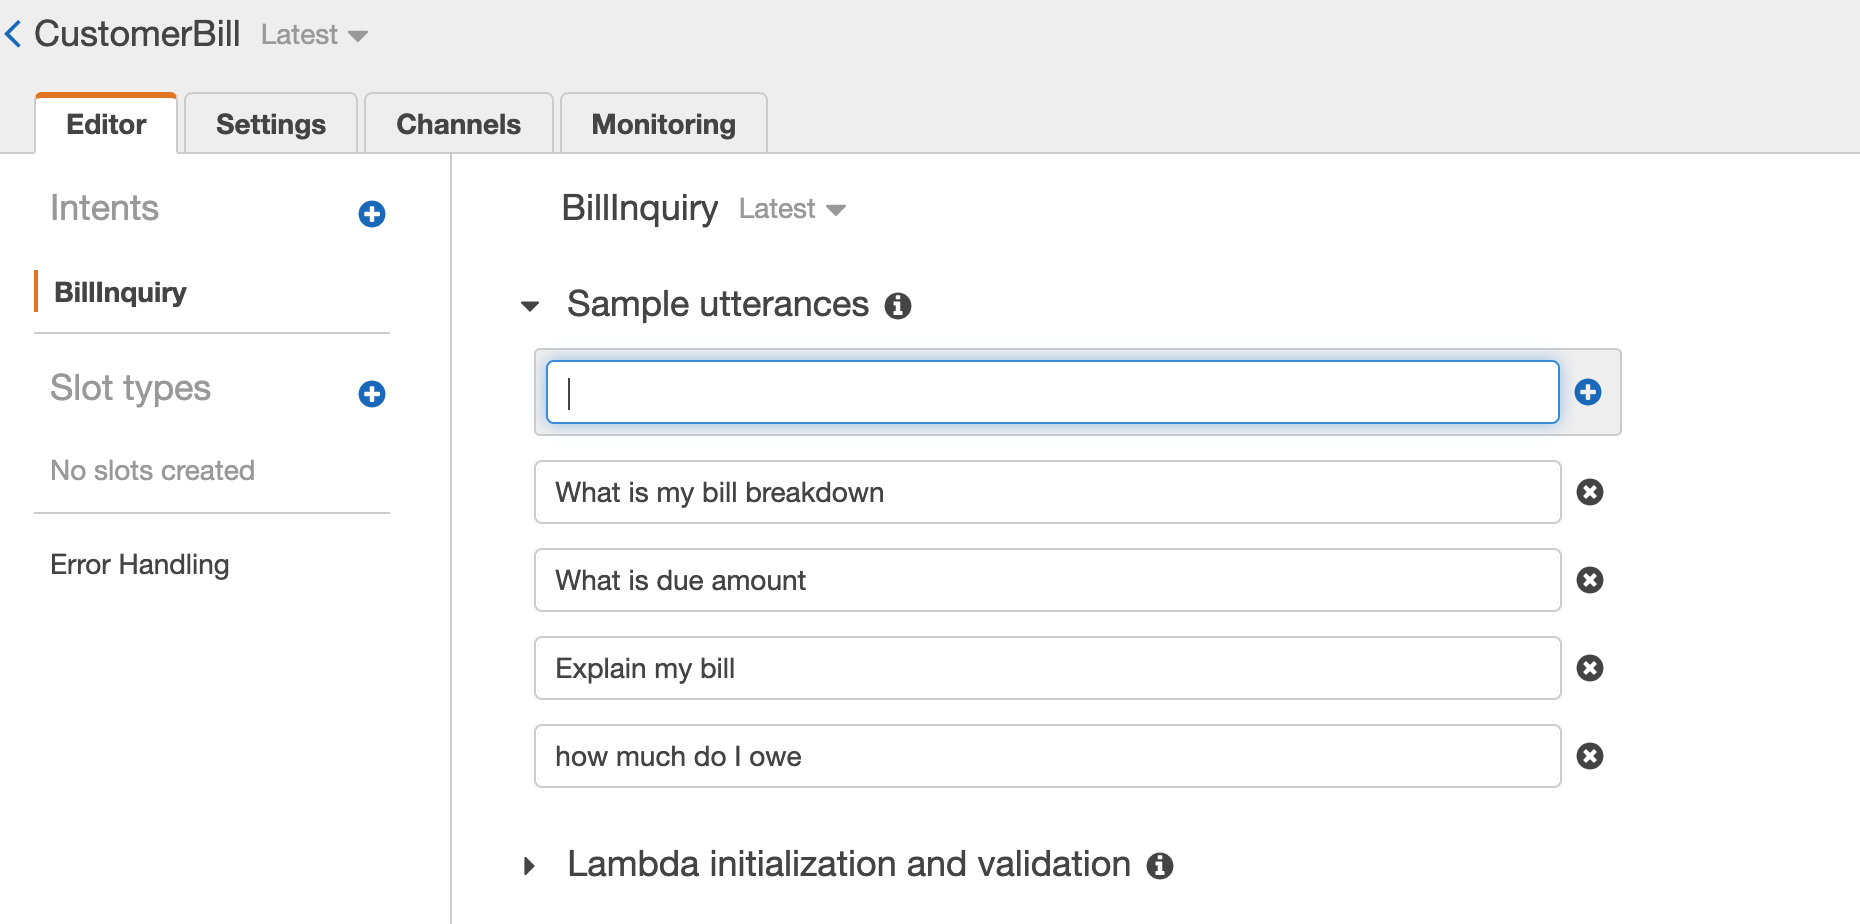 CustomerBill Latest
Editor Settings Channels Monitoring
Intents
BillInquiry
Slot types
No slots created
Error Handling
BillInquiry Latest
Sample utterances
What is my bill breakdown
What is due amount
Explain my bill
how much do I owe
Lambda initialization and validation